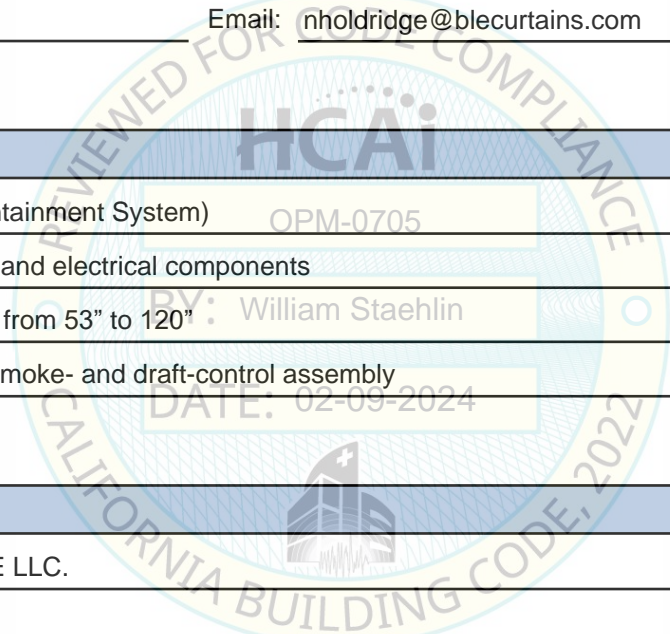 Email: nholdridge@blecurtains.com
REVIEWED FOR CODE COMPLIANCE
HCAi
ntainment System)
OPM-0705
and electrical components
from 53” to 120”
BY: William Staehlin
moke- and draft-control assembly
DATE: 02-09-2024
E LLC.
CALIFORNIA BUILDING CODE, 2022